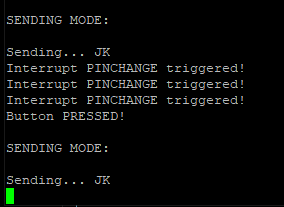 SENDING MODE:
Sending... JK
Interrupt PINCHANGE triggered!
Interrupt PINCHANGE triggered!
Interrupt PINCHANGE triggered!
Button PRESSED!
SENDING MODE:
Sending... JK